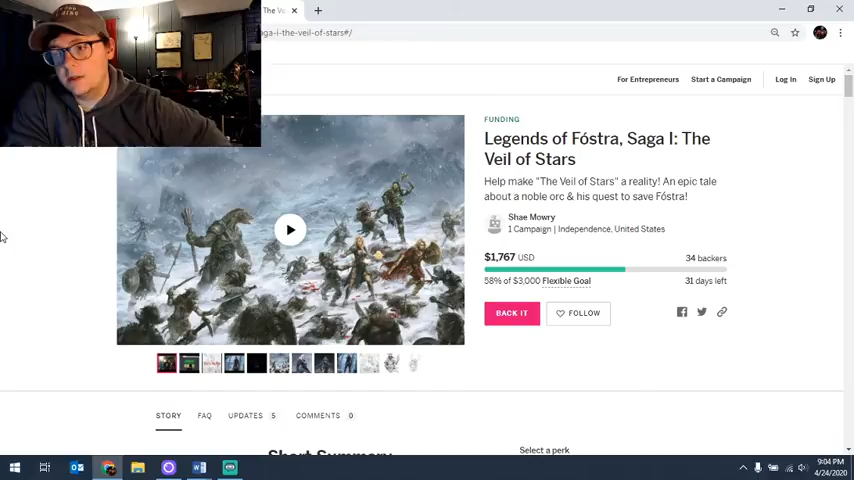 The Ve
aga-i-the-veil-of-stars#/
For Entrepreneurs
Start a Campaign
Log In
Sign Up
FUNDING
Legends of Fóstra, Saga I: The
Veil of Stars
Help make "The Veil of Stars" a reality! An epic tale
about a noble orc & his quest to save Fóstra!
Shae Mowry
1 Campaign | Independence, United States
$1,767 USD
34 backers
58% of $3,000 Flexible Goal
31 days left
BACK IT
FOLLOW
STORY
FAQ
UPDATES 5
COMMENTS 0
Short Summary
Select a perk
9:04 PM
4/24/2020